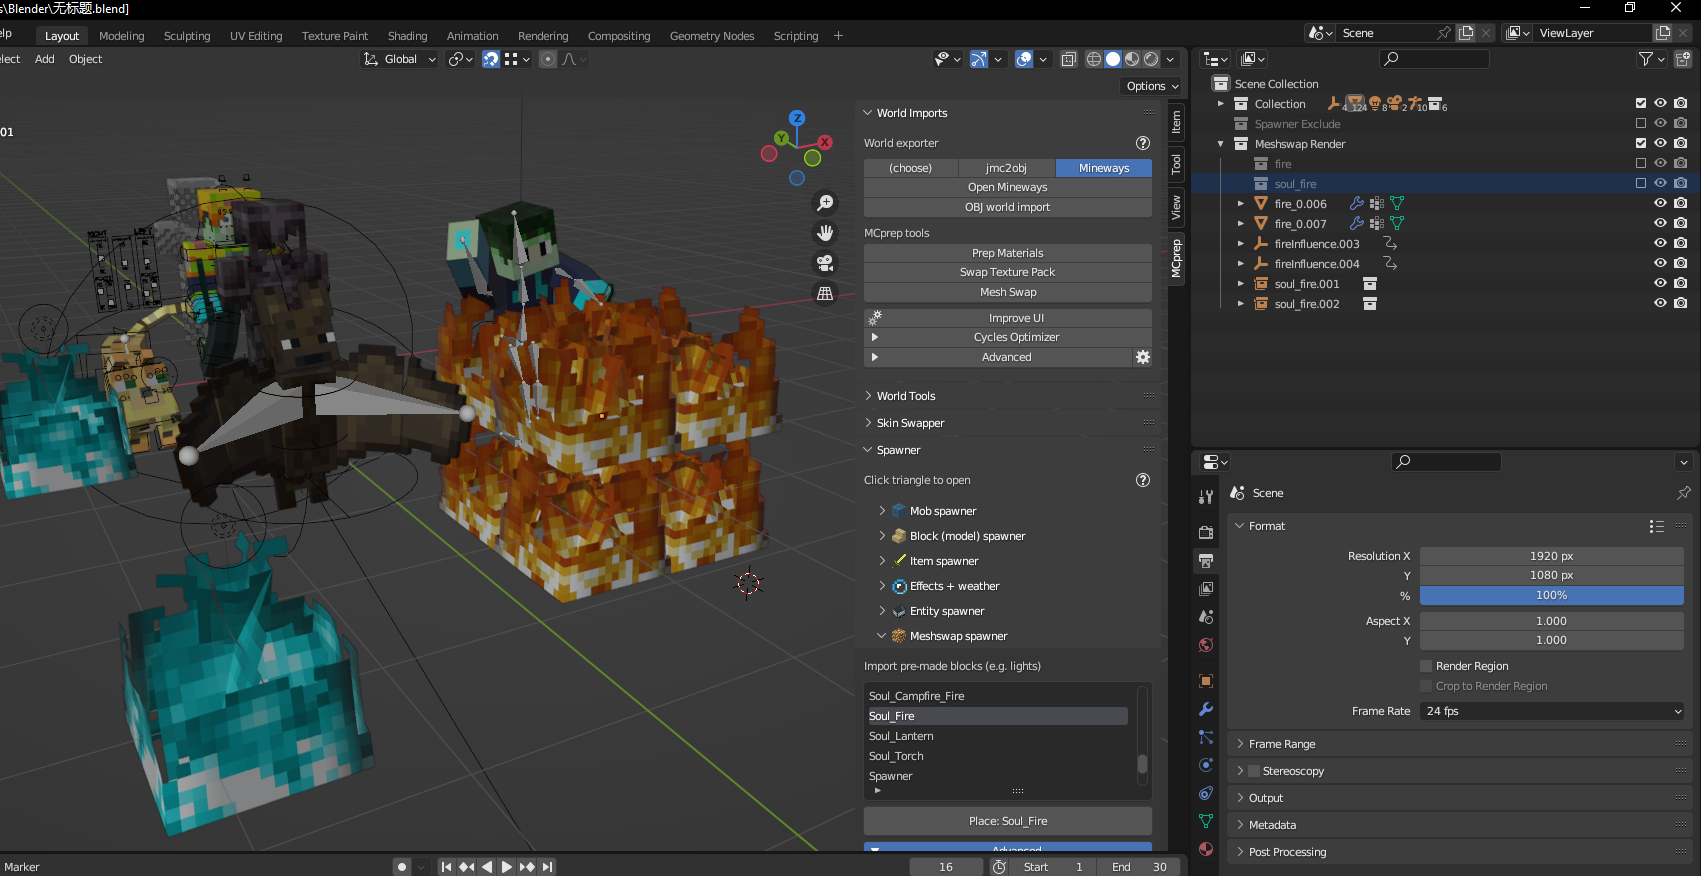 s\Blender\无标题.blend]
elp
Layout
Modeling
Sculpting
UV Editing
Texture Paint
Shading
Animation
Rendering
Compositing
Geometry Nodes
Scripting
+
Scene
ViewLayer
elect
Add
Object
Global
Options
01
Z
Y
X
Item
Tool
View
MCprep
World Imports
World exporter
(choose)
jmc2obj
Mineways
Open Mineways
OBJ world import
MCprep tools
Prep Materials
Swap Texture Pack
Mesh Swap
Improve UI
Cycles Optimizer
Advanced
World Tools
Skin Swapper
Spawner
Click triangle to open
Mob spawner
Block (model) spawner
Item spawner
Effects + weather
Entity spawner
Meshswap spawner
Import pre-made blocks (e.g. lights)
Soul_Campfire_Fire
Soul_Fire
Soul_Lantern
Soul_Torch
Spawner
Place: Soul_Fire
Advanced
Marker
16
Start 1
End 30
Scene Collection
Collection 4 124 8 2 10 6
Spawner Exclude
Meshswap Render
fire
soul_fire
fire_0.006
fire_0.007
fireInfluence.003
fireInfluence.004
soul_fire.001
soul_fire.002
Scene
Format
Resolution X 1920 px
Y 1080 px
% 100%
Aspect X 1.000
Y 1.000
Render Region
Crop to Render Region
Frame Rate 24 fps
Frame Range
Stereoscopy
Output
Metadata
Post Processing